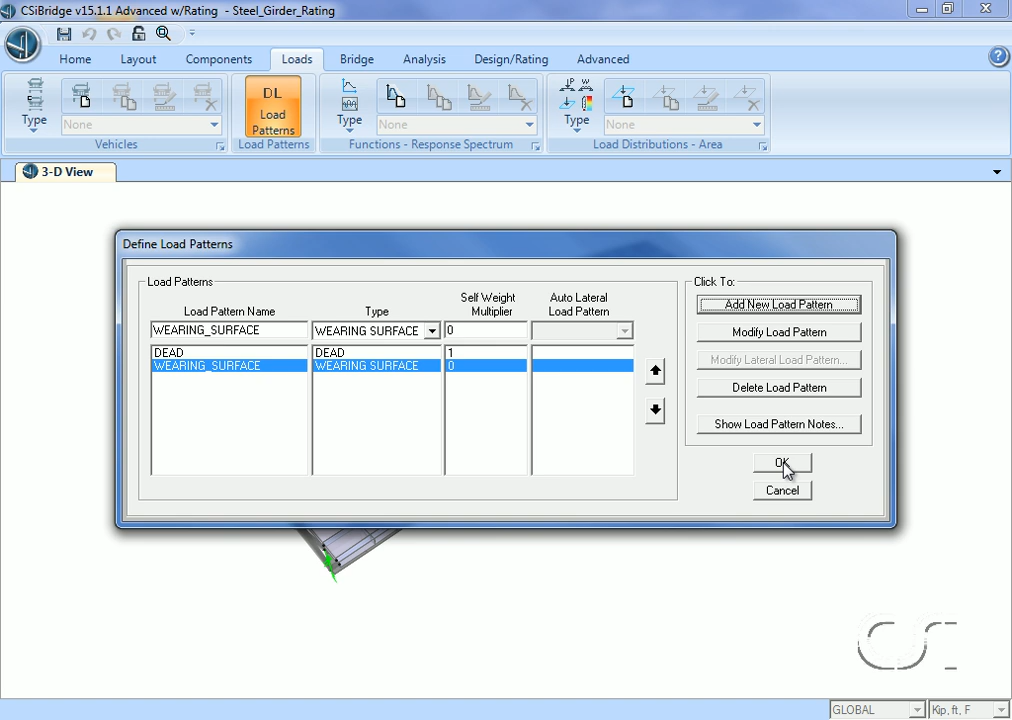 CSiBridge v15.1.1 Advanced w/Rating - Steel_Girder_Rating
Home Layout Components Loads Bridge Analysis Design/Rating Advanced
Type
None
Vehicles
DL
Load
Patterns
Load Patterns
Type
None
Functions - Response Spectrum
Type
None
Load Distributions - Area
3-D View
Define Load Patterns
Load Patterns
Load Pattern Name
Type
Self Weight
Multiplier
Auto Lateral
Load Pattern
WEARING_SURFACE WEARING SURFACE 0
DEAD DEAD 1
WEARING_SURFACE WEARING SURFACE 0
Click To:
Add New Load Pattern
Modify Load Pattern
Modify Lateral Load Pattern...
Delete Load Pattern
Show Load Pattern Notes...
OK
Cancel
CSi
GLOBAL Kip, ft, F